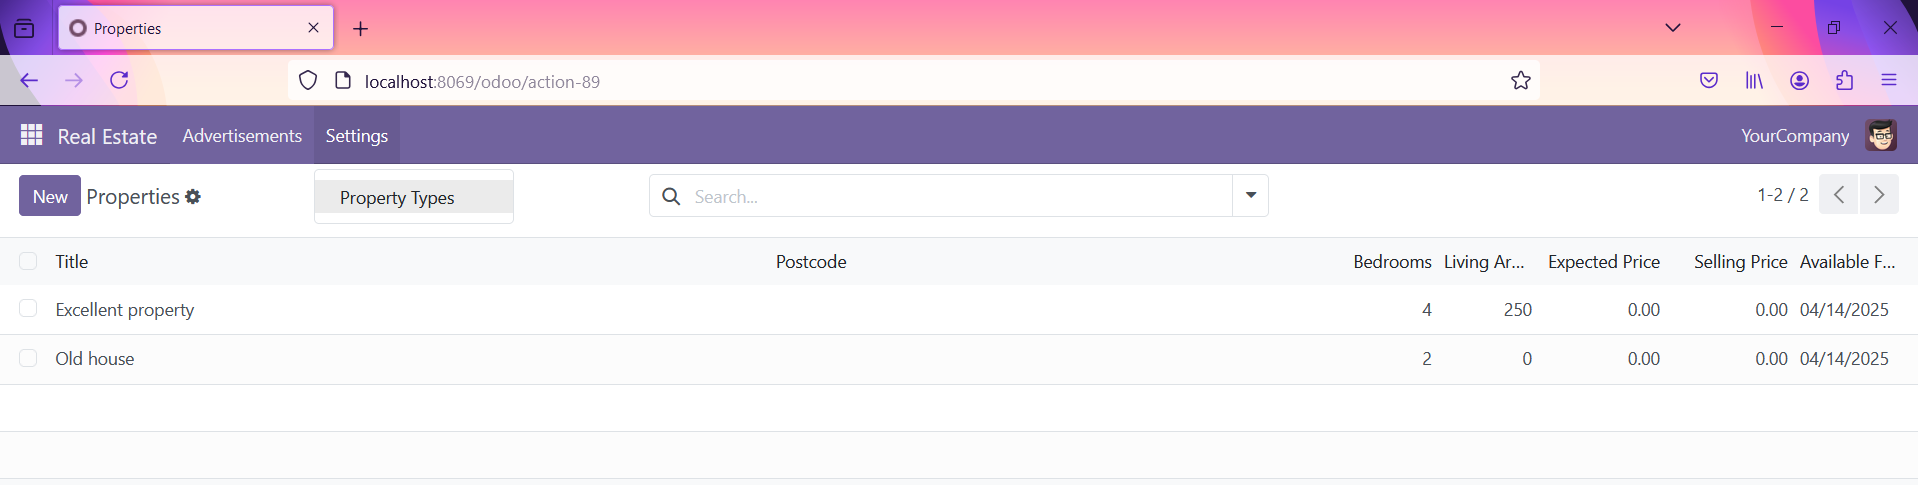 Properties
localhost:8069/odoo/action-89
Real Estate Advertisements Settings YourCompany
New Properties Property Types Search... 1-2 / 2
Title Postcode Bedrooms Living Ar... Expected Price Selling Price Available F...
Excellent property 4 250 0.00 0.00 04/14/2025
Old house 2 0 0.00 0.00 04/14/2025